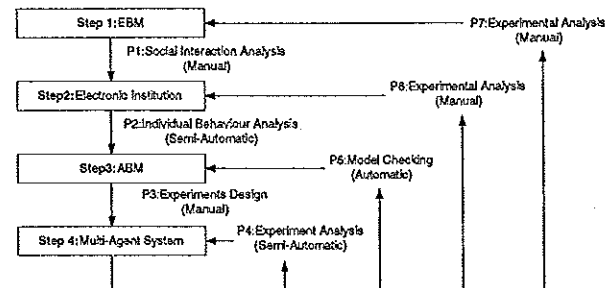 Step 1:EBM
P7:Experimental Analysis
(Manual)
P1:Social Interaction Analysis
(Manual)
Step2:Electronic Institution
P6:Experimental Analysis
(Manual)
P2:Individual Behaviour Analysis
(Semi-Automatic)
Step3:ABM
P5:Model Checking
(Automatic)
P3:Experiments Design
(Manual)
Step 4:Multi-Agent System
P4:Experiment Analysis
(Semi-Automatic)